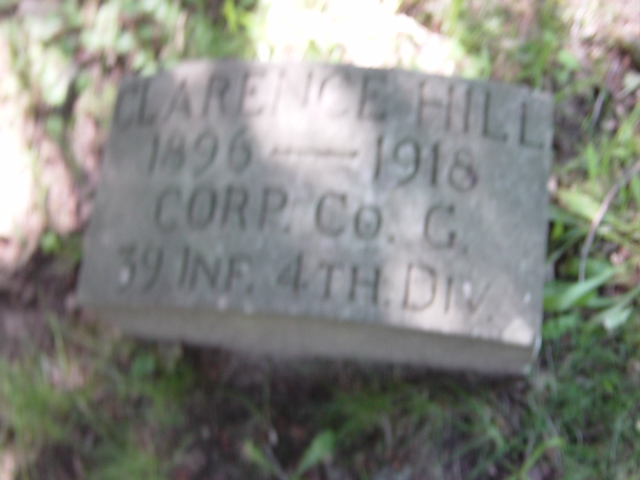 CLARENCE HILL
1896 — 1918
CORP. CO. G.
39 INF. 4TH. DIV.